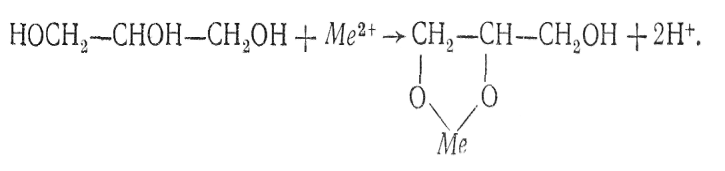 HOCH₂–CHOH–CH₂OH + Me²⁺ → CH₂–CH–CH₂OH + 2H⁺.
O O
Me